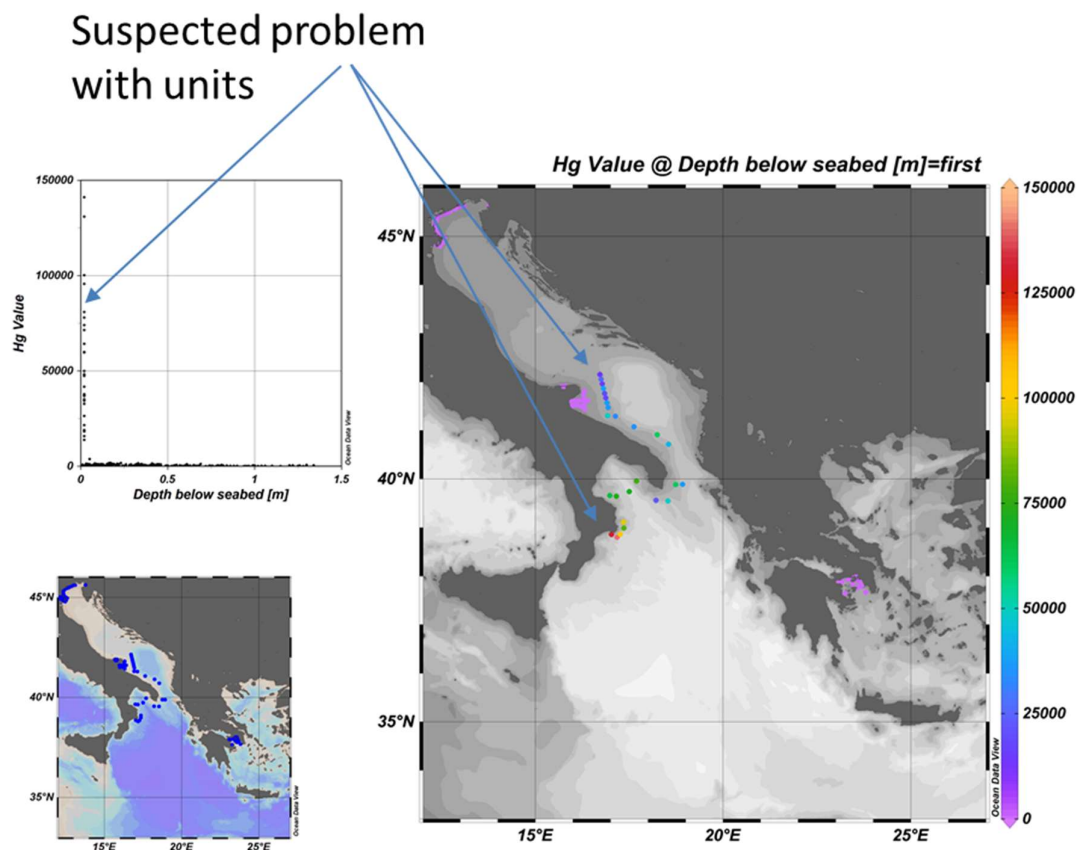 Suspected problem
with units
150000
100000
50000
0
Hg Value
0
0.5
1
1.5
Depth below seabed [m]
Ocean Data View
Hg Value @ Depth below seabed [m]=first
45°N
40°N
35°N
15°E
20°E
25°E
Ocean Data View
150000
125000
100000
75000
50000
25000
0
45°N
40°N
35°N
15°E
20°E
25°E
Ocean Data View